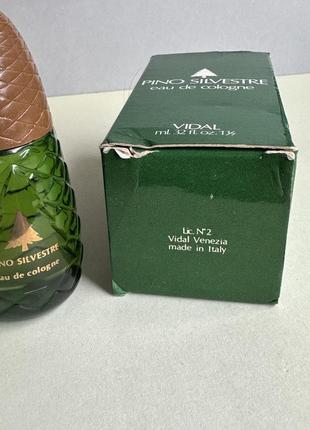 PINO SILVESTRE
eau de cologne
VIDAL
ml. 32 fl. oz. 1⅓
Lic. N°2
Vidal Venezia
made in Italy
PINO SILVESTRE
eau de cologne